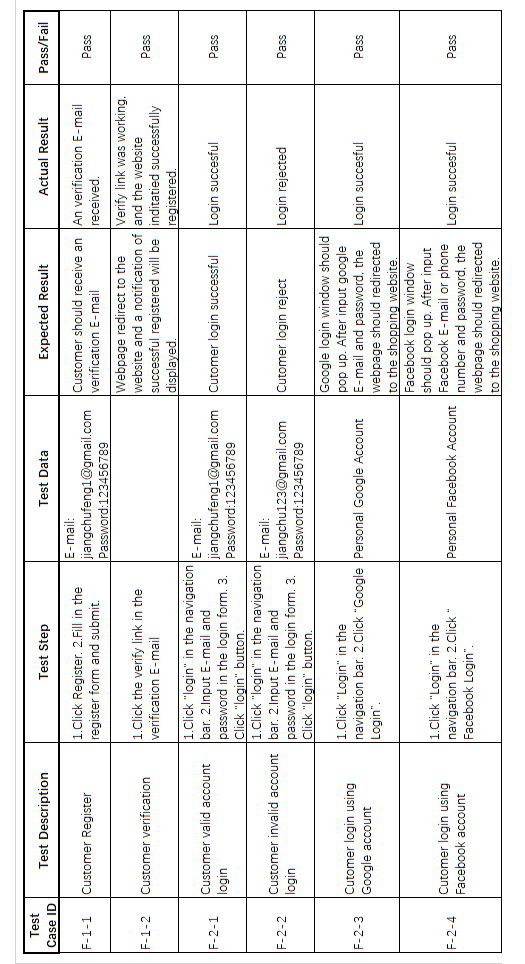 Test
Case ID
Test Description
Test Step
Test Data
Expected Result
Actual Result
Pass/Fail
F-1-1
Customer Register
1.Click Register. 2.Fill in the
register form and submit.
E-mail:
jiangchufeng1@gmail.com
Password:123456789
Customer should receive an
verification E-mail
An verification E-mail
received.
Pass
F-1-2
Customer verification
1.Click the verify link in the
verification E-mail
Webpage redirect to the
website and a notification of
successful registered will be
displayed.
Verify link was working,
and the website
inditatied successfully
registered.
Pass
F-2-1
Customer valid account
login
1.Click "login" in the navigation
bar. 2.Input E-mail and
password in the login form. 3.
Click "login" button.
E-mail:
jiangchufeng1@gmail.com
Password:123456789
Cutomer login successful
Login succesful
Pass
F-2-2
Customer invalid account
login
1.Click "login" in the navigation
bar. 2.Input E-mail and
password in the login form. 3.
Click "login" button.
E-mail:
jiangchu123@gmail.com
Password:123456789
Cutomer login reject
Login rejected
Pass
F-2-3
Cutomer login using
Google account
1.Click "Login" in the
navigation bar. 2.Click "Google
Login".
Personal Google Account
Google login window should
pop up. After input google
E-mail and password, the
webpage should redirected
to the shopping website.
Login succesful
Pass
F-2-4
Cutomer login using
Facebook account
1.Click "Login" in the
navigation bar. 2.Click "
Facebook Login".
Personal Facebook Account
Facebook login window
should pop up. After input
Facebook E-mail or phone
number and password, the
webpage should redirected
to the shopping website.
Login succesful
Pass